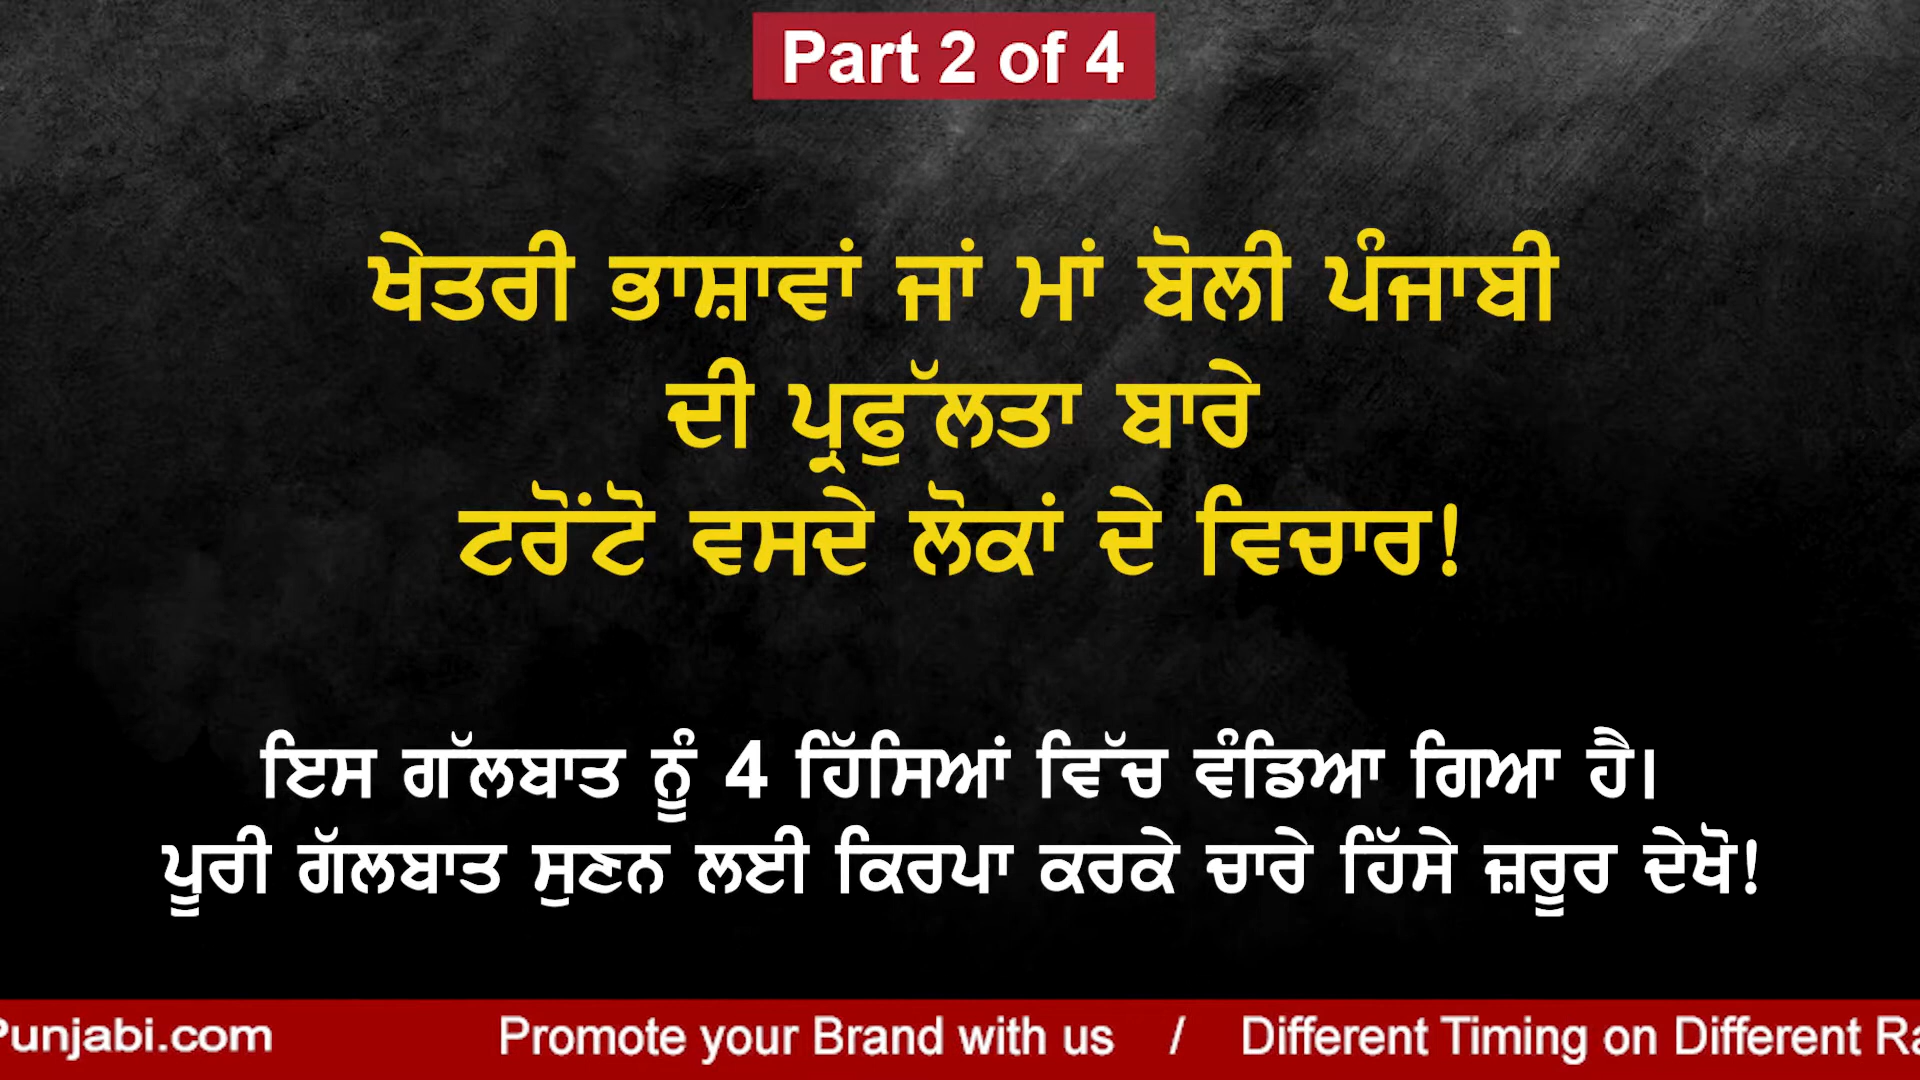 Part 2 of 4
ਖੇਤਰੀ ਭਾਸ਼ਾਵਾਂ ਜਾਂ ਮਾਂ ਬੋਲੀ ਪੰਜਾਬੀ
ਦੀ ਪ੍ਰਫੁੱਲਤਾ ਬਾਰੇ
ਟਰੋਂਟੋ ਵਸਦੇ ਲੋਕਾਂ ਦੇ ਵਿਚਾਰ!
ਇਸ ਗੱਲਬਾਤ ਨੂੰ 4 ਹਿੱਸਿਆਂ ਵਿੱਚ ਵੰਡਿਆ ਗਿਆ ਹੈ।
ਪੂਰੀ ਗੱਲਬਾਤ ਸੁਣਨ ਲਈ ਕਿਰਪਾ ਕਰਕੇ ਚਾਰੇ ਹਿੱਸੇ ਜ਼ਰੂਰ ਦੇਖੋ!
Punjabi.com Promote your Brand with us / Different Timing on Different